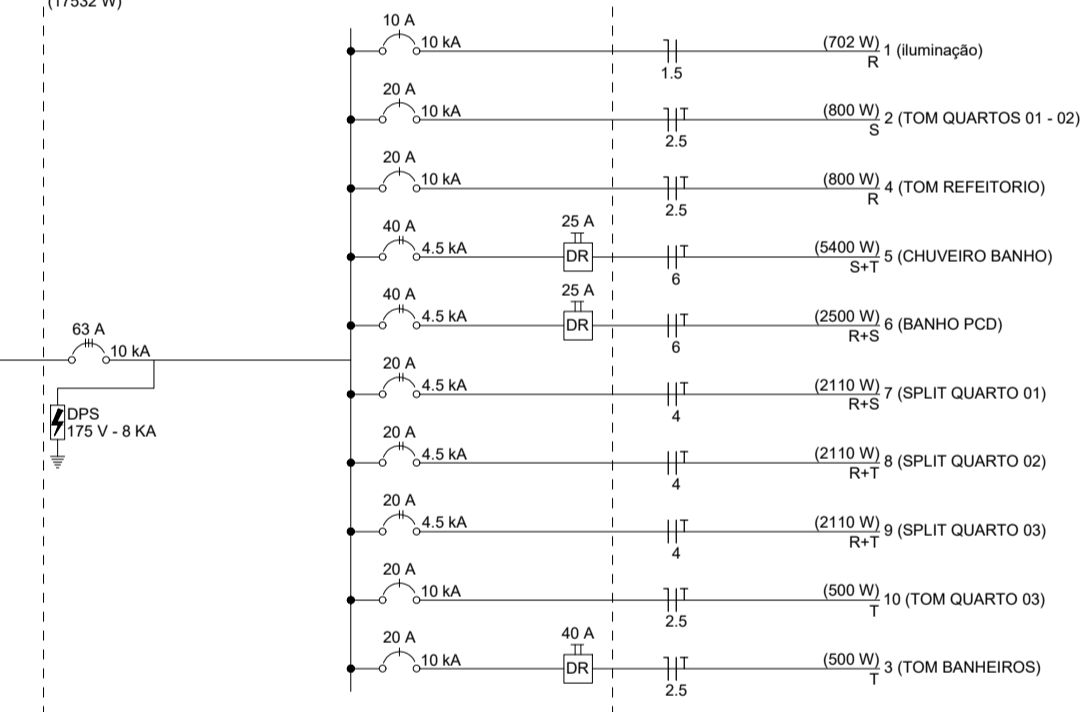 (17532 W)
10 A
10 kA
1.5
(702 W)
R
1 (iluminação)
20 A
10 kA
T
2.5
(800 W)
S
2 (TOM QUARTOS 01 - 02)
20 A
10 kA
T
2.5
(800 W)
R
4 (TOM REFEITORIO)
40 A
4.5 kA
25 A
DR
T
6
(5400 W)
S+T
5 (CHUVEIRO BANHO)
40 A
4.5 kA
25 A
DR
T
6
(2500 W)
R+S
6 (BANHO PCD)
63 A
10 kA
DPS
175 V - 8 KA
20 A
4.5 kA
T
4
(2110 W)
R+S
7 (SPLIT QUARTO 01)
20 A
4.5 kA
T
4
(2110 W)
R+T
8 (SPLIT QUARTO 02)
20 A
4.5 kA
T
4
(2110 W)
R+T
9 (SPLIT QUARTO 03)
20 A
10 kA
T
2.5
(500 W)
T
10 (TOM QUARTO 03)
20 A
10 kA
40 A
DR
T
2.5
(500 W)
T
3 (TOM BANHEIROS)